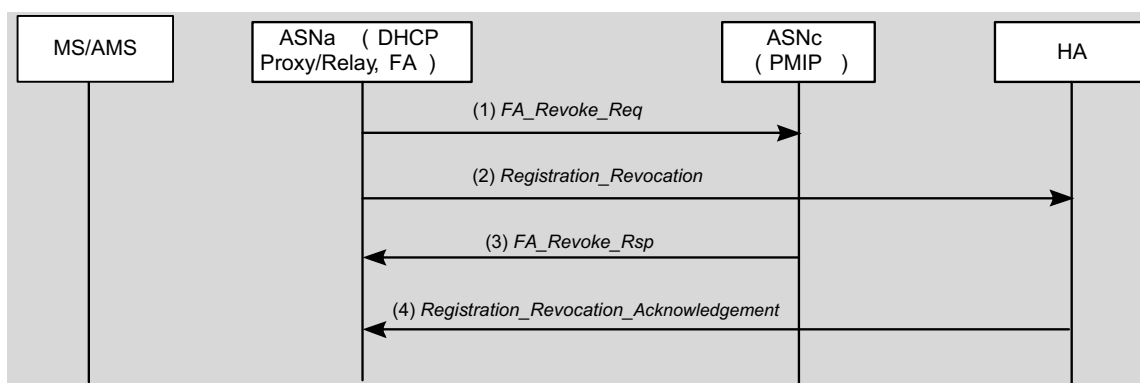 MS/AMS
ASNa ( DHCP
Proxy/Relay, FA )
ASNc
( PMIP )
HA
(1) FA_Revoke_Req
(2) Registration_Revocation
(3) FA_Revoke_Rsp
(4) Registration_Revocation_Acknowledgement